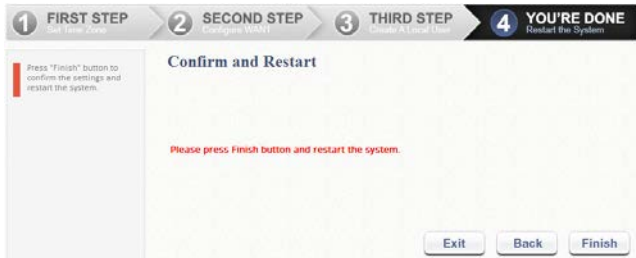 1 FIRST STEP
Set Time Zone
2 SECOND STEP
Configure WAN1
3 THIRD STEP
Create A Local User
4 YOU'RE DONE
Restart the System
Press "Finish" button to
confirm the settings and
restart the system.
Confirm and Restart
Please press Finish button and restart the system.
Exit Back Finish